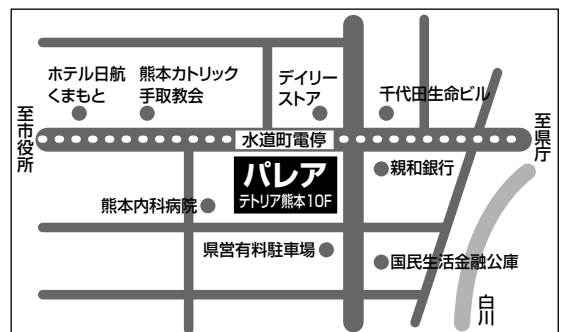 ホテル日航
くまもと
熊本カトリック
手取教会
デイリー
ストア
千代田生命ビル
至市役所
水道町電停
至県庁
パレア
テトリア熊本10F
親和銀行
熊本内科病院
県営有料駐車場
国民生活金融公庫
白川